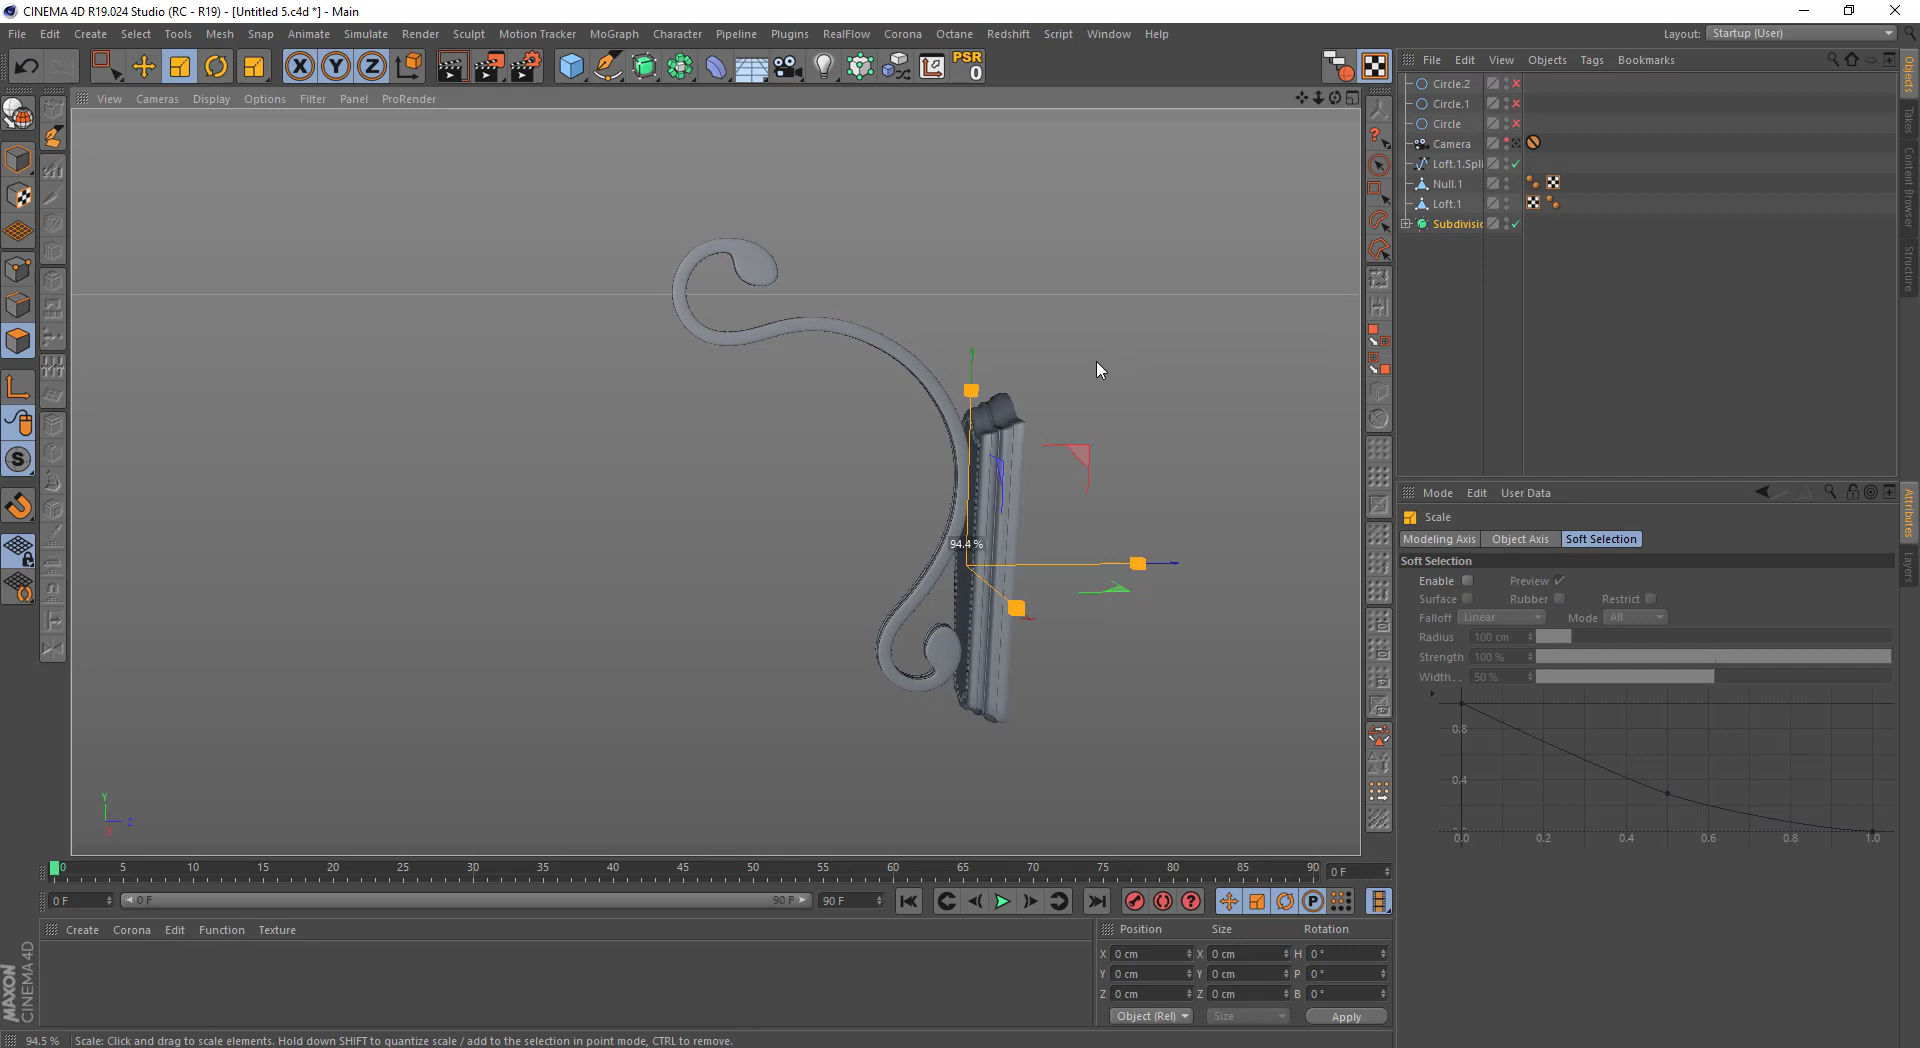 CINEMA 4D R19.024 Studio (RC - R19) - [Untitled 5.c4d *] - Main
File Edit Create Select Tools Mesh Snap Animate Simulate Render Sculpt Motion Tracker MoGraph Character Pipeline Plugins RealFlow Corona Octane Redshift Script Window Help
Layout: Startup (User)
X Y Z
PSR
0
File Edit View Objects Tags Bookmarks
View Cameras Display Options Filter Panel ProRender
Circle.2
Circle.1
Circle
Camera
Loft.1.Spli
Null.1
Loft.1
Subdivisic
Objects
Takes
Content Browser
Structure
94.4 %
Y
Z
X
Mode Edit User Data
Scale
Modeling Axis Object Axis Soft Selection
Soft Selection
Enable Preview
Surface Rubber Restrict
Falloff Linear Mode All
Radius 100 cm
Strength 100 %
Width . . 50 %
0.8
0.4
0.0 0.2 0.4 0.6 0.8 1.0
Attributes
Layers
0 5 10 15 20 25 30 35 40 45 50 55 60 65 70 75 80 85 90
0 F
0 F 0 F 90 F 90 F
P
Create Corona Edit Function Texture
Position Size Rotation
X 0 cm X 0 cm H 0 °
Y 0 cm Y 0 cm P 0 °
Z 0 cm Z 0 cm B 0 °
Object (Rel) Size Apply
MAXON
CINEMA 4D
94.5 % Scale: Click and drag to scale elements. Hold down SHIFT to quantize scale / add to the selection in point mode, CTRL to remove.